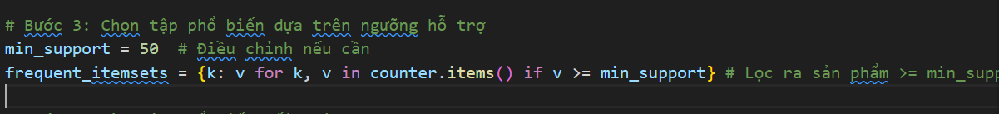 # Bước 3: Chọn tập phổ biến dựa trên ngưỡng hỗ trợ
min_support = 50  # Điều chỉnh nếu cần
frequent_itemsets = {k: v for k, v in counter.items() if v >= min_support} # Lọc ra sản phẩm >= min_supp